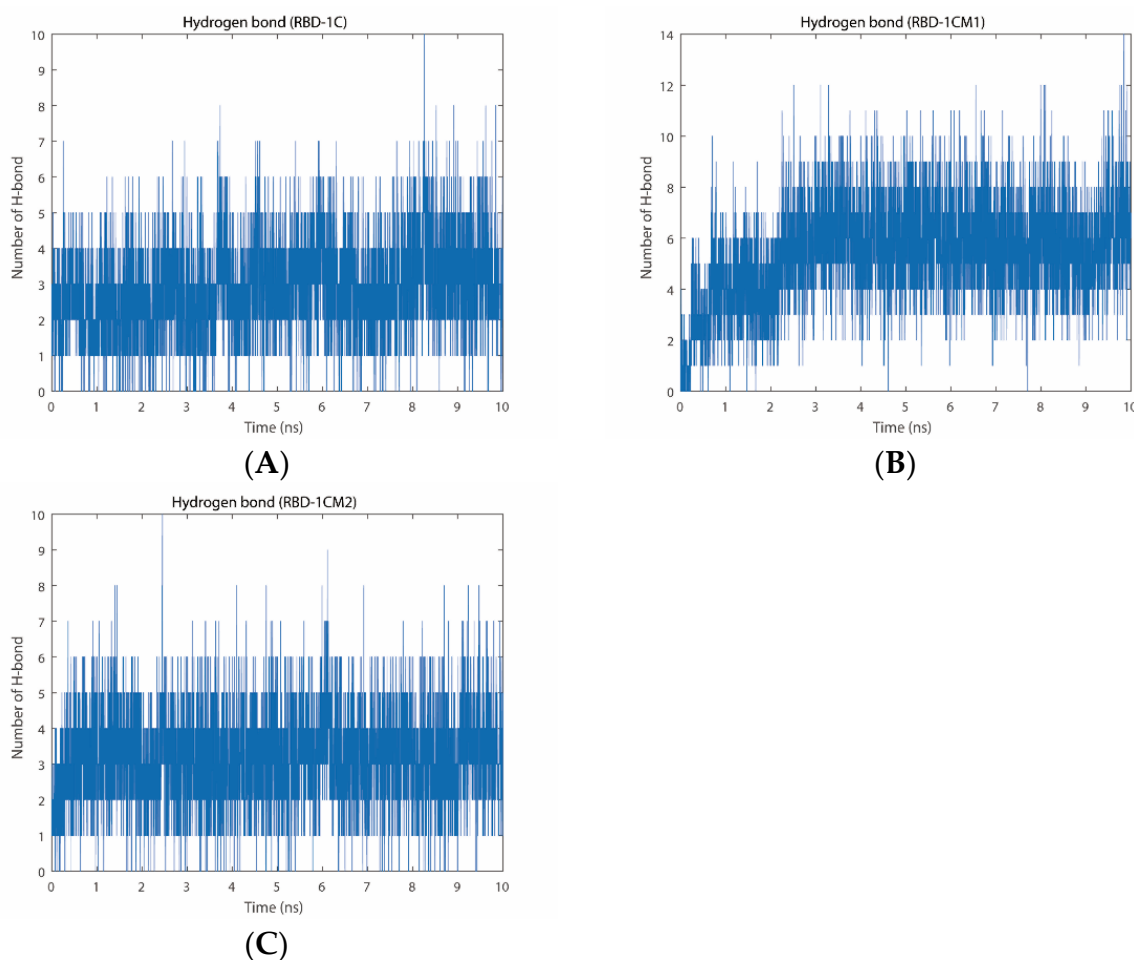 Hydrogen bond (RBD-1C)
Number of H-bond
10
9
8
7
6
5
4
3
2
1
0
0 1 2 3 4 5 6 7 8 9 10
Time (ns)
(A)
Hydrogen bond (RBD-1CM1)
Number of H-bond
14
12
10
8
6
4
2
0
0 1 2 3 4 5 6 7 8 9 10
Time (ns)
(B)
Hydrogen bond (RBD-1CM2)
Number of H-bond
10
9
8
7
6
5
4
3
2
1
0
0 1 2 3 4 5 6 7 8 9 10
Time (ns)
(C)